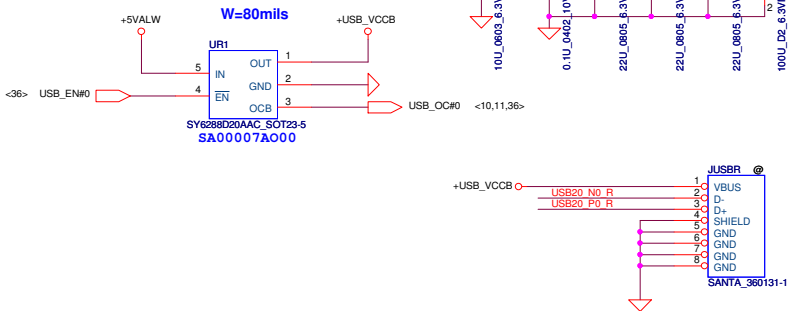 W=80mils
+5VALW
+USB_VCCB
UR1
5 IN
OUT 1
GND 2
4 EN
OCB 3
<36> USB_EN#0
USB_OC#0 <10,11,36>
SY6288D20AAC_SOT23-5
SA00007AO00
10U_0603_6.3V
0.1U_0402_10V
22U_0805_6.3V
22U_0805_6.3V
22U_0805_6.3V
100U_D2_6.3V
2
JUSBR @
+USB_VCCB
1 VBUS
USB20_N0_R 2 D-
USB20_P0_R 3 D+
4 SHIELD
5 GND
6 GND
7 GND
8 GND
SANTA_360131-1